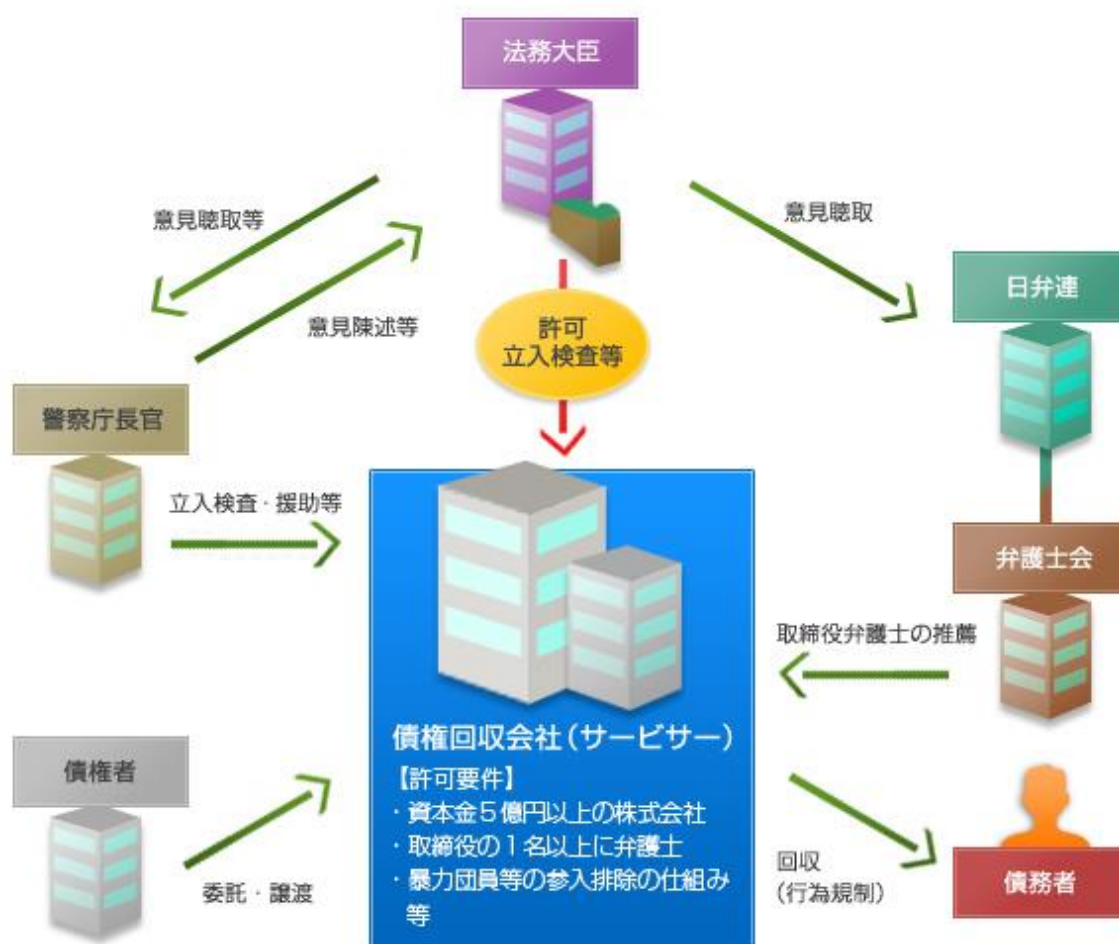 法務大臣
意見聴取等
意見聴取
意見陳述等
許可
立入検査等
日弁連
警察庁長官
立入検査・援助等
弁護士会
取締役弁護士の推薦
債権回収会社(サービサー)
【許可要件】
・資本金5億円以上の株式会社
・取締役の1名以上に弁護士
・暴力団員等の参入排除の仕組み
等
債権者
委託・譲渡
回収
(行為規制)
債務者